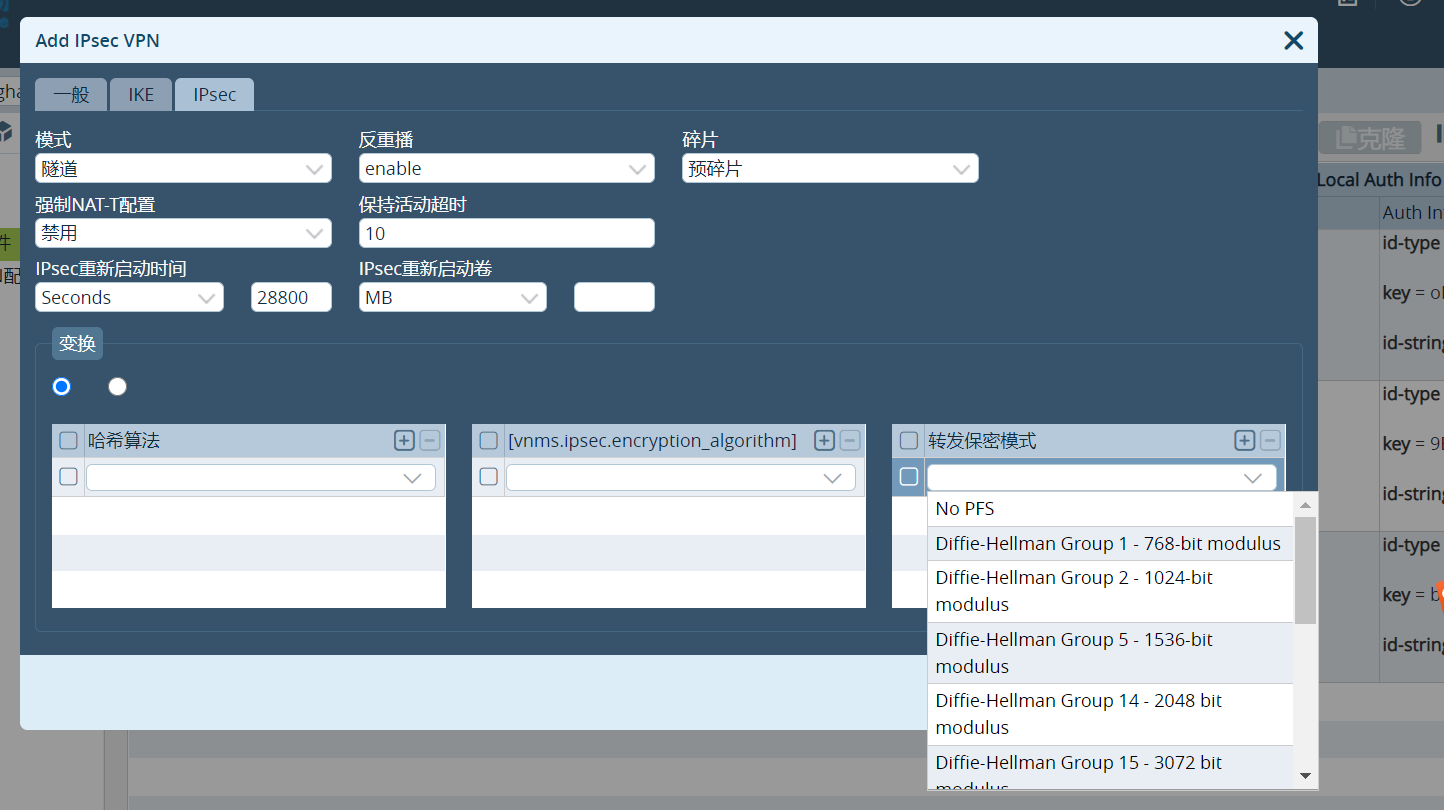 Add IPsec VPN
一般 IKE IPsec
模式 反重播 碎片
隧道 enable 预碎片
强制NAT-T配置 保持活动超时
禁用 10
IPsec重新启动时间 IPsec重新启动卷
Seconds 28800 MB
变换
哈希算法 [vnms.ipsec.encryption_algorithm] 转发保密模式
No PFS
Diffie-Hellman Group 1 - 768-bit modulus
Diffie-Hellman Group 2 - 1024-bit
modulus
Diffie-Hellman Group 5 - 1536-bit
modulus
Diffie-Hellman Group 14 - 2048 bit
modulus
Diffie-Hellman Group 15 - 3072 bit
modulus
克隆
Local Auth Info
Auth In
id-type
key = o
id-string
id-type
key = 9
id-string
id-type
key = b
id-string
件
配